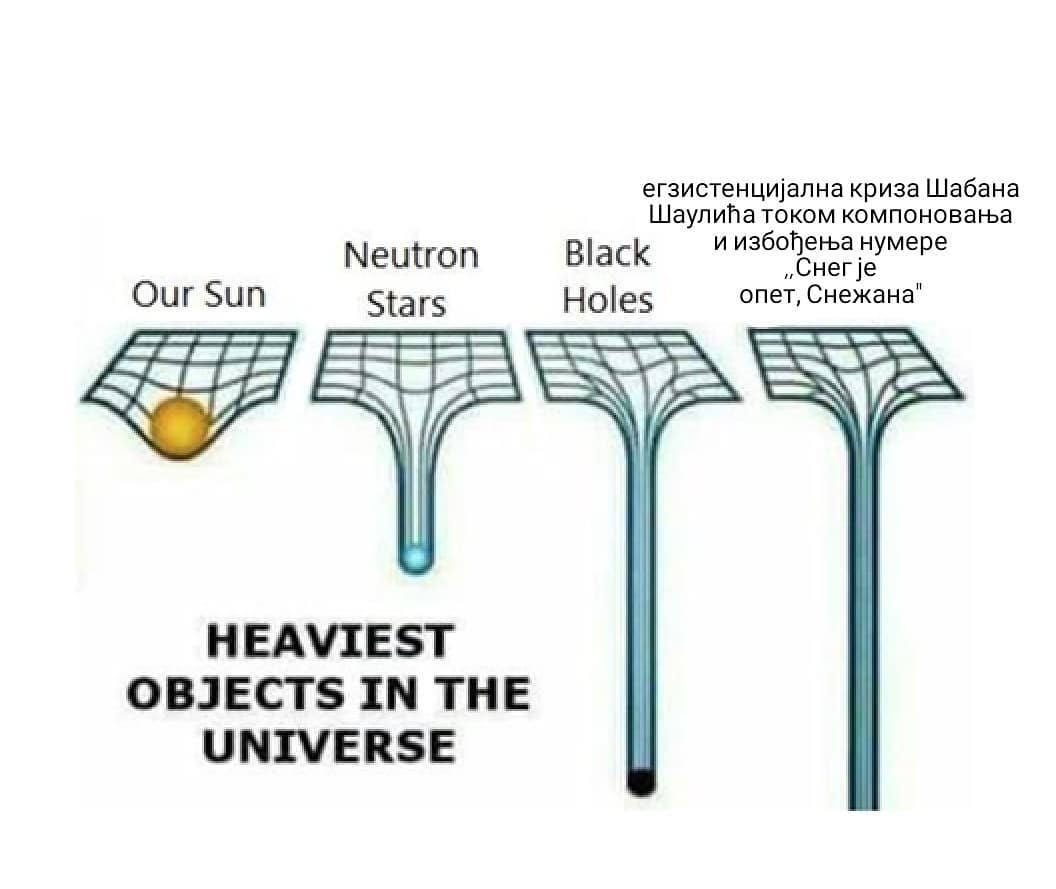 Our Sun
Neutron
Stars
Black
Holes
егзистенцијална криза Шабана
Шаулића током компоновања
и избођења нумере
,,Снег је
опет, Снежана"
HEAVIEST
OBJECTS IN THE
UNIVERSE